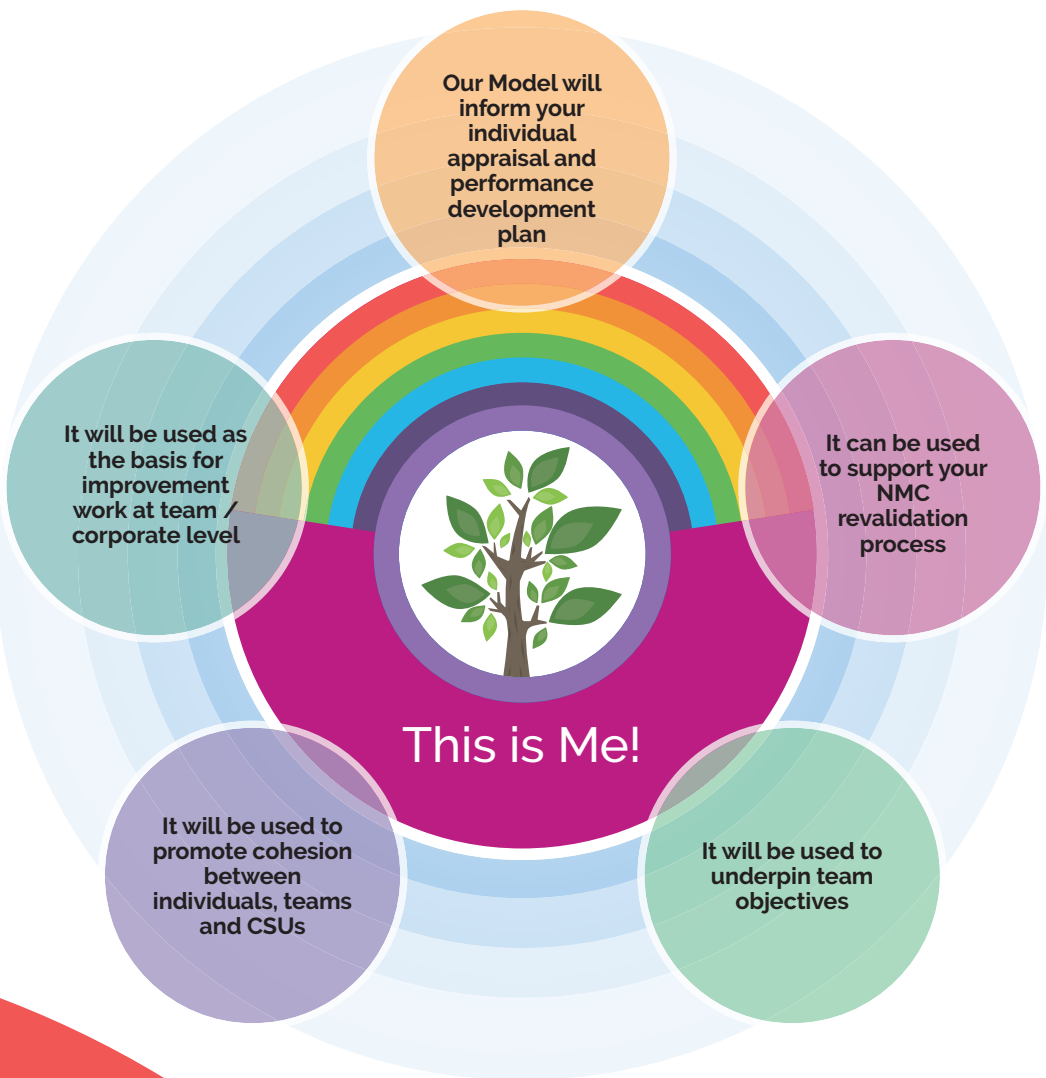 Our Model will
inform your
individual
appraisal and
performance
development
plan
It will be used as
the basis for
improvement
work at team /
corporate level
It can be used
to support your
NMC
revalidation
process
This is Me!
It will be used to
promote cohesion
between
individuals, teams
and CSUs
It will be used to
underpin team
objectives